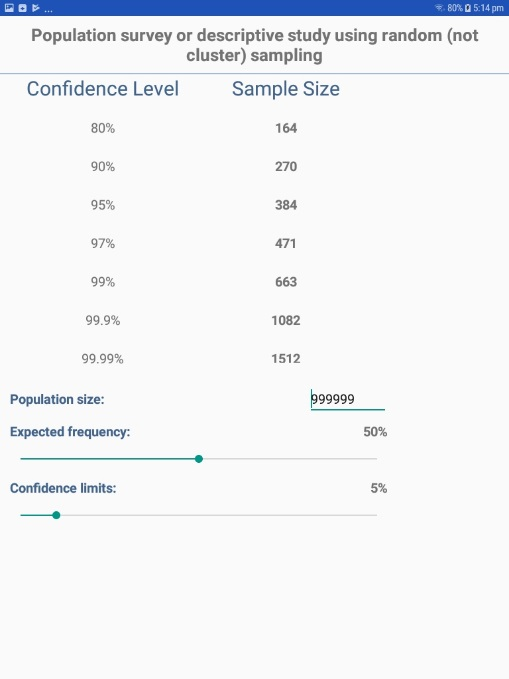 ... 80% 5:14 pm
Population survey or descriptive study using random (not
cluster) sampling
Confidence Level Sample Size
80% 164
90% 270
95% 384
97% 471
99% 663
99.9% 1082
99.99% 1512
Population size: 999999
Expected frequency: 50%
Confidence limits: 5%